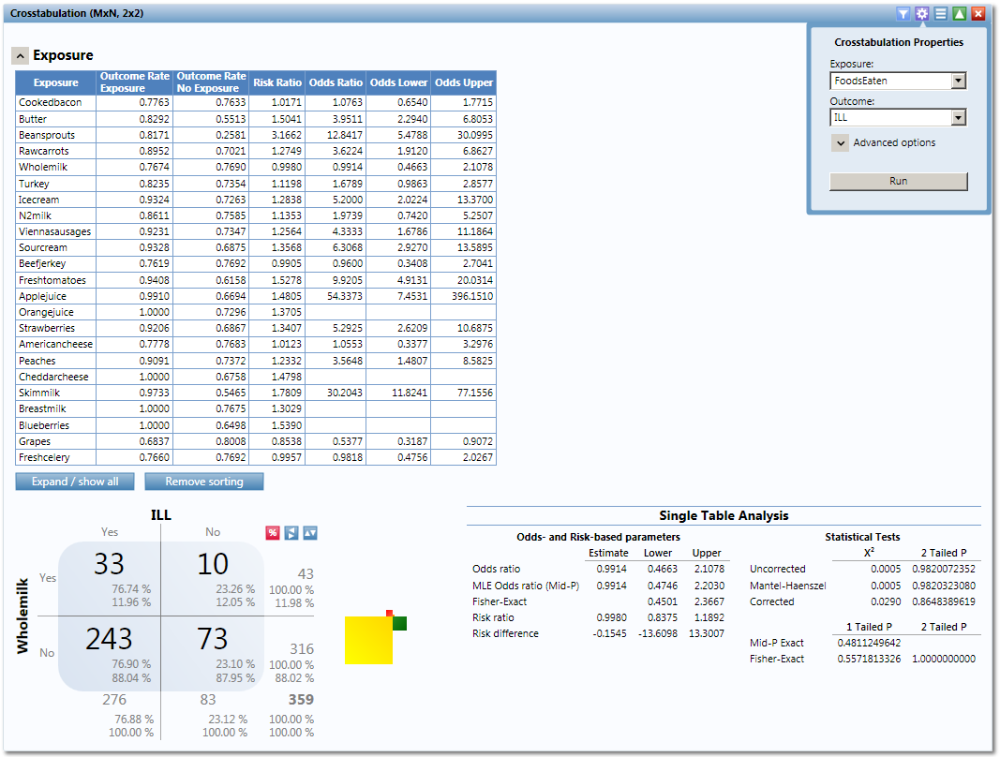 Crosstabulation (MxN, 2x2)
Crosstabulation Properties
Exposure:
FoodsEaten
Outcome:
ILL
Advanced options
Run
Exposure
Exposure Outcome Rate Exposure Outcome Rate No Exposure Risk Ratio Odds Ratio Odds Lower Odds Upper
Cookedbacon 0.7763 0.7633 1.0171 1.0763 0.6540 1.7715
Butter 0.8292 0.5513 1.5041 3.9511 2.2940 6.8053
Beansprouts 0.8171 0.2581 3.1662 12.8417 5.4788 30.0995
Rawcarrots 0.8952 0.7021 1.2749 3.6224 1.9120 6.8627
Wholemilk 0.7674 0.7690 0.9980 0.9914 0.4663 2.1078
Turkey 0.8235 0.7354 1.1198 1.6789 0.9863 2.8577
Icecream 0.9324 0.7263 1.2838 5.2000 2.0224 13.3700
N2milk 0.8611 0.7585 1.1353 1.9739 0.7420 5.2507
Viennasausages 0.9231 0.7347 1.2564 4.3333 1.6786 11.1864
Sourcream 0.9328 0.6875 1.3568 6.3068 2.9270 13.5895
Beefjerkey 0.7619 0.7692 0.9905 0.9600 0.3408 2.7041
Freshtomatoes 0.9408 0.6158 1.5278 9.9205 4.9131 20.0314
Applejuice 0.9910 0.6694 1.4805 54.3373 7.4531 396.1510
Orangejuice 1.0000 0.7296 1.3705
Strawberries 0.9206 0.6867 1.3407 5.2925 2.6209 10.6875
Americancheese 0.7778 0.7683 1.0123 1.0553 0.3377 3.2976
Peaches 0.9091 0.7372 1.2332 3.5648 1.4807 8.5825
Cheddarcheese 1.0000 0.6758 1.4798
Skimmilk 0.9733 0.5465 1.7809 30.2043 11.8241 77.1556
Breastmilk 1.0000 0.7675 1.3029
Blueberries 1.0000 0.6498 1.5390
Grapes 0.6837 0.8008 0.8538 0.5377 0.3187 0.9072
Freshcelery 0.7660 0.7692 0.9957 0.9818 0.4756 2.0267
Expand / show all Remove sorting
ILL
Yes No %
Wholemilk
Yes 33 10 43
76.74 % 23.26 % 100.00 %
11.96 % 12.05 % 11.98 %
No 243 73 316
76.90 % 23.10 % 100.00 %
88.04 % 87.95 % 88.02 %
276 83 359
76.88 % 23.12 % 100.00 %
100.00 % 100.00 % 100.00 %
Single Table Analysis
Odds- and Risk-based parameters
Estimate Lower Upper
Odds ratio 0.9914 0.4663 2.1078
MLE Odds ratio (Mid-P) 0.9914 0.4746 2.2030
Fisher-Exact 0.4501 2.3667
Risk ratio 0.9980 0.8375 1.1892
Risk difference -0.1545 -13.6098 13.3007
Statistical Tests
X² 2 Tailed P
Uncorrected 0.0005 0.9820072352
Mantel-Haenszel 0.0005 0.9820323080
Corrected 0.0290 0.8648389619
1 Tailed P 2 Tailed P
Mid-P Exact 0.4811249642
Fisher-Exact 0.5571813326 1.0000000000